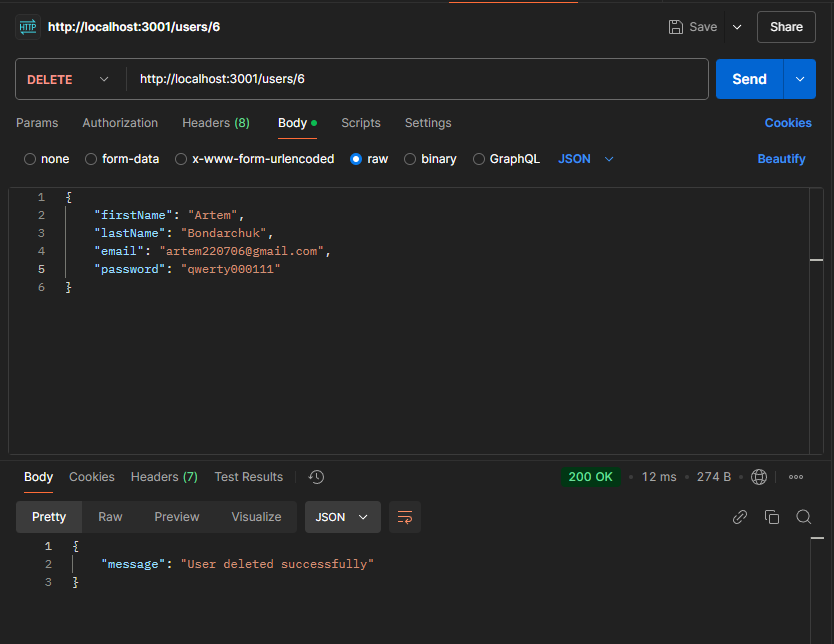 HTTP http://localhost:3001/users/6 Save Share
DELETE http://localhost:3001/users/6 Send
Params Authorization Headers (8) Body Scripts Settings Cookies
none form-data x-www-form-urlencoded raw binary GraphQL JSON Beautify
1 {
2 "firstName": "Artem",
3 "lastName": "Bondarchuk",
4 "email": "artem220706@gmail.com",
5 "password": "qwerty000111"
6 }
Body Cookies Headers (7) Test Results 200 OK 12 ms 274 B
Pretty Raw Preview Visualize JSON
1 {
2 "message": "User deleted successfully"
3 }